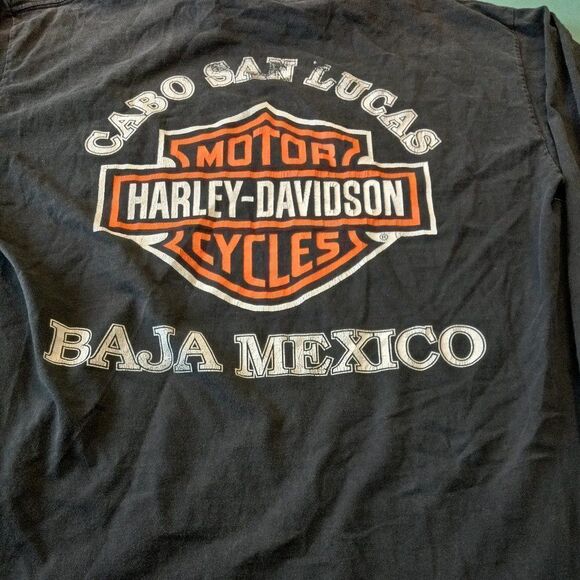 CABO SAN LUCAS
MOTOR
HARLEY-DAVIDSON
CYCLES
®
BAJA MEXICO